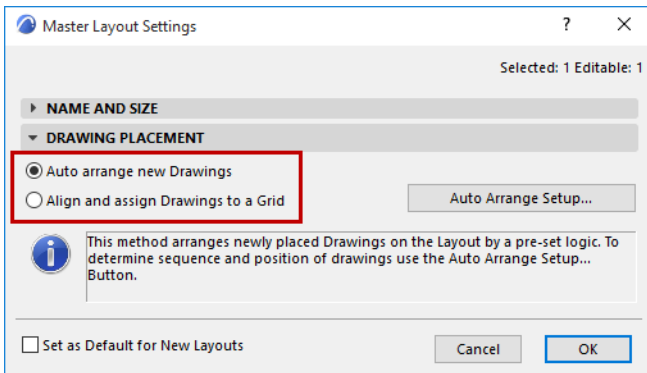 Master Layout Settings
?
Selected: 1 Editable: 1
NAME AND SIZE
DRAWING PLACEMENT
Auto arrange new Drawings
Align and assign Drawings to a Grid
Auto Arrange Setup...
This method arranges newly placed Drawings on the Layout by a pre-set logic. To
determine sequence and position of drawings use the Auto Arrange Setup...
Button.
Set as Default for New Layouts
Cancel
OK